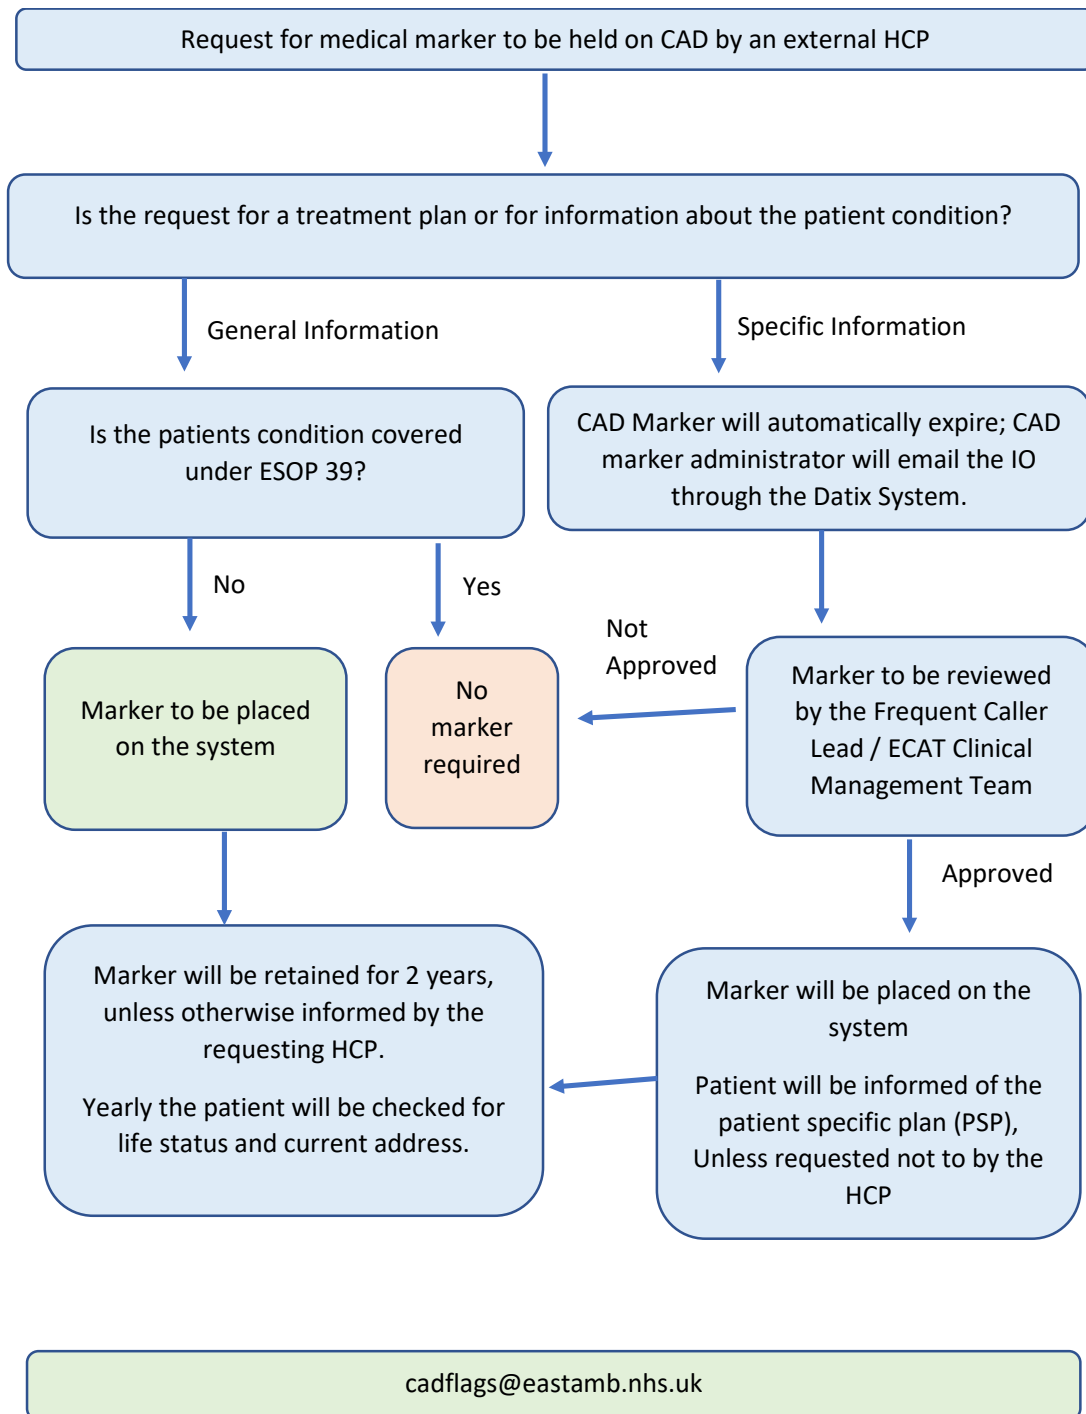 Request for medical marker to be held on CAD by an external HCP
Is the request for a treatment plan or for information about the patient condition?
General Information
Specific Information
Is the patients condition covered
under ESOP 39?
CAD Marker will automatically expire; CAD
marker administrator will email the IO
through the Datix System.
No
Yes
Not
Approved
Marker to be placed
on the system
No
marker
required
Marker to be reviewed
by the Frequent Caller
Lead / ECAT Clinical
Management Team
Approved
Marker will be retained for 2 years,
unless otherwise informed by the
requesting HCP.
Yearly the patient will be checked for
life status and current address.
Marker will be placed on the
system
Patient will be informed of the
patient specific plan (PSP),
Unless requested not to by the
HCP
cadflags@eastamb.nhs.uk